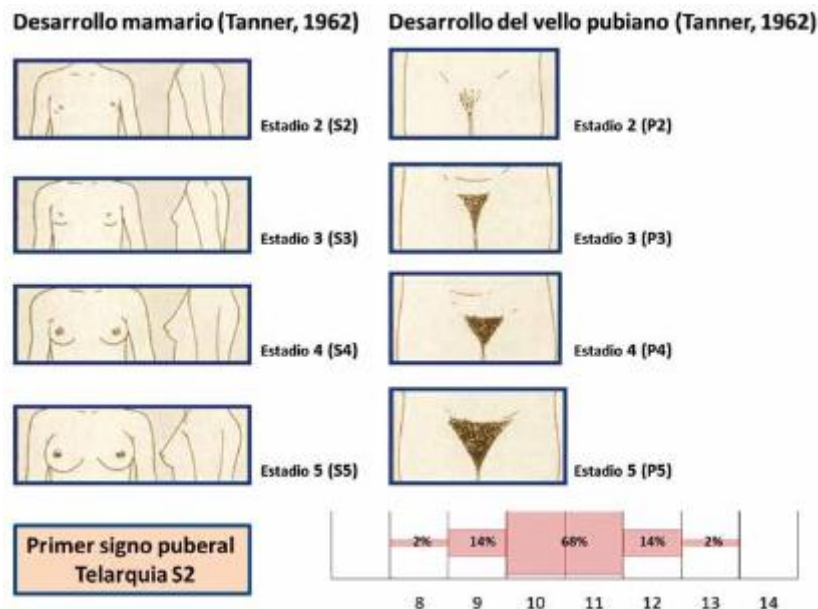 Desarrollo mamario (Tanner, 1962)
Desarrollo del vello pubiano (Tanner, 1962)
Estadio 2 (S2)
Estadio 2 (P2)
Estadio 3 (S3)
Estadio 3 (P3)
Estadio 4 (S4)
Estadio 4 (P4)
Estadio 5 (S5)
Estadio 5 (P5)
Primer signo puberal
Telarquia S2
2% 14% 68% 14% 2%
8 9 10 11 12 13 14